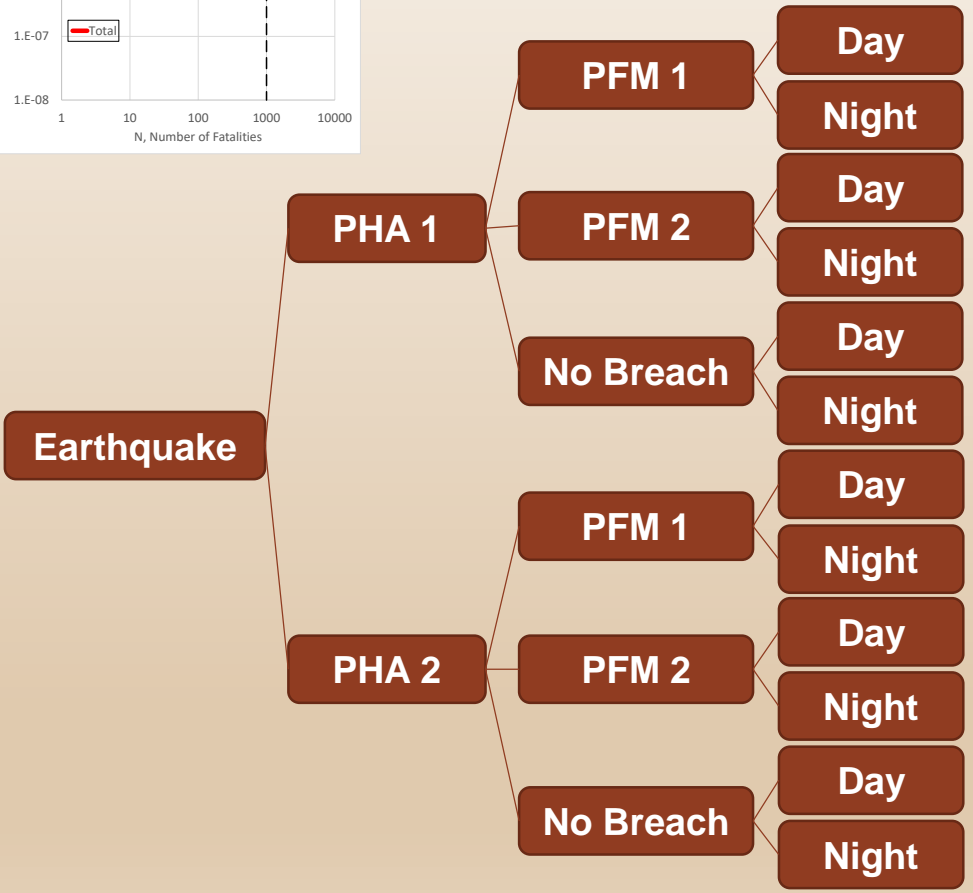 1.E-07
Total
1.E-08
1 10 100 1000 10000
N, Number of Fatalities
Earthquake
PHA 1
PFM 1
Day
Night
PFM 2
Day
Night
No Breach
Day
Night
PHA 2
PFM 1
Day
Night
PFM 2
Day
Night
No Breach
Day
Night